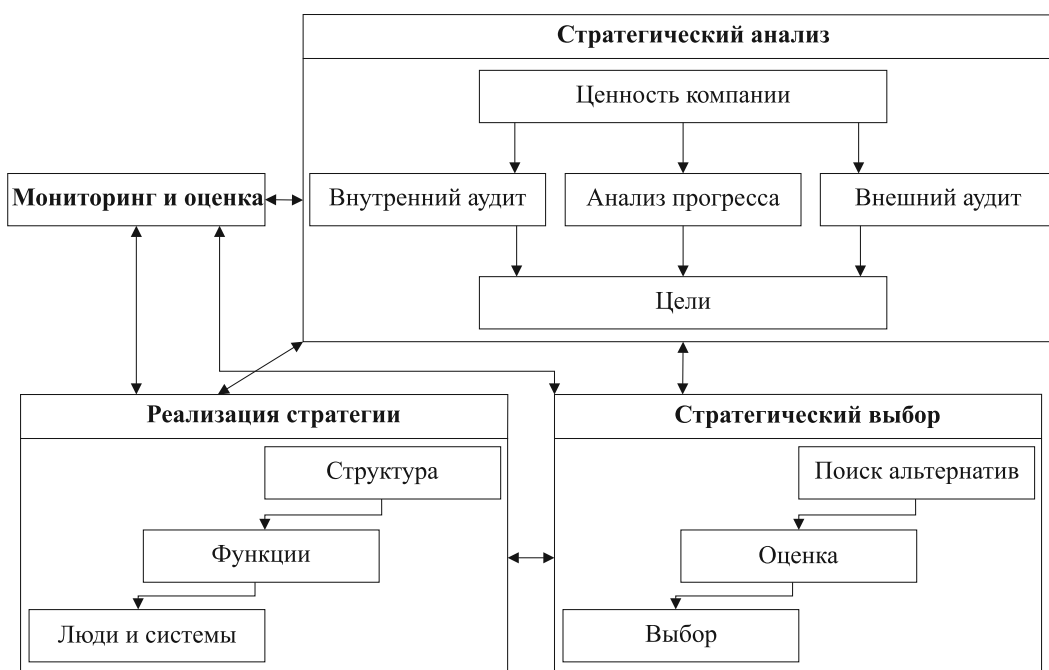 Стратегический анализ
Ценность компании
Мониторинг и оценка
Внутренний аудит
Анализ прогресса
Внешний аудит
Цели
Реализация стратегии
Структура
Функции
Люди и системы
Стратегический выбор
Поиск альтернатив
Оценка
Выбор